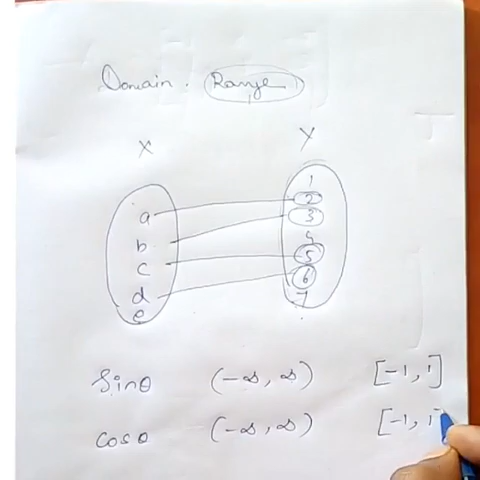 Domain. Range
X Y
1
a 2
3
b 4
c 5
d 6
e 7
Sinθ (-∞, ∞) [-1, 1]
Cosθ (-∞, ∞) [-1, 1]